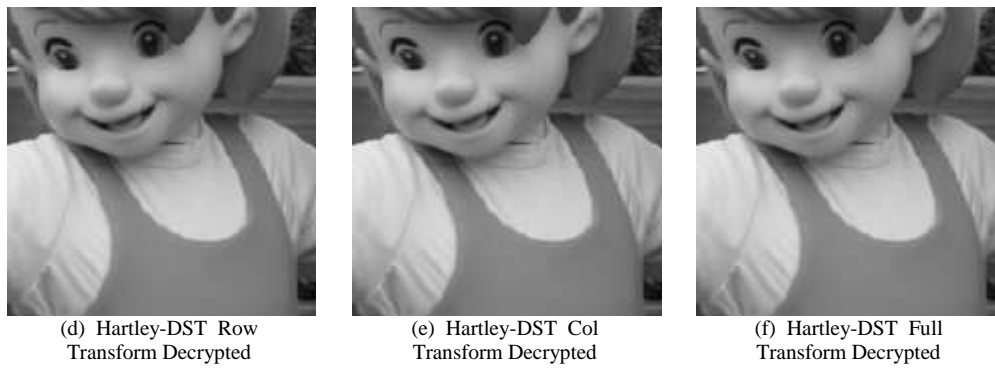 (d) Hartley-DST Row
Transform Decrypted
(e) Hartley-DST Col
Transform Decrypted
(f) Hartley-DST Full
Transform Decrypted